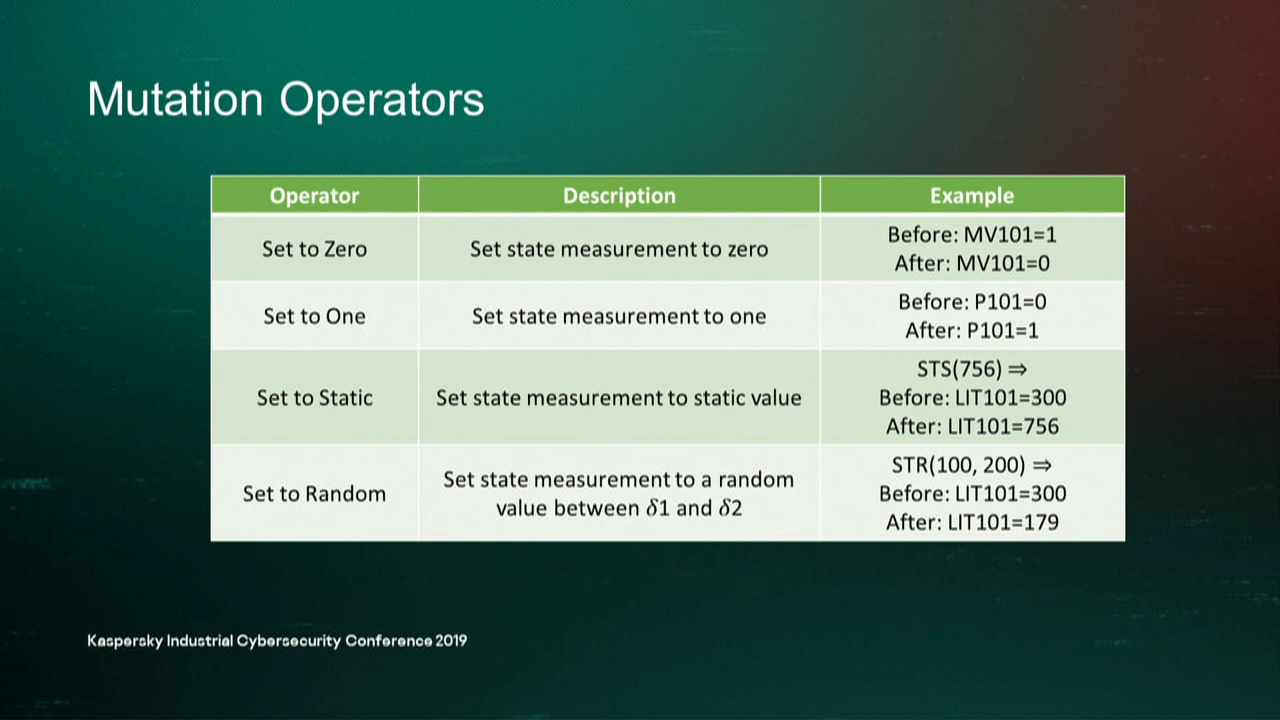 Mutation Operators
Operator Description Example
Set to Zero
Set state measurement to zero
Before: MV101=1
After: MV101=0
Set to One
Set state measurement to one
Before: P101=0
After: P101=1
Set to Static
Set state measurement to static value
STS(756) ⇒
Before: LIT101=300
After: LIT101=756
Set to Random
Set state measurement to a random
value between δ1 and δ2
STR(100, 200) ⇒
Before: LIT101=300
After: LIT101=179
Kaspersky Industrial Cybersecurity Conference 2019